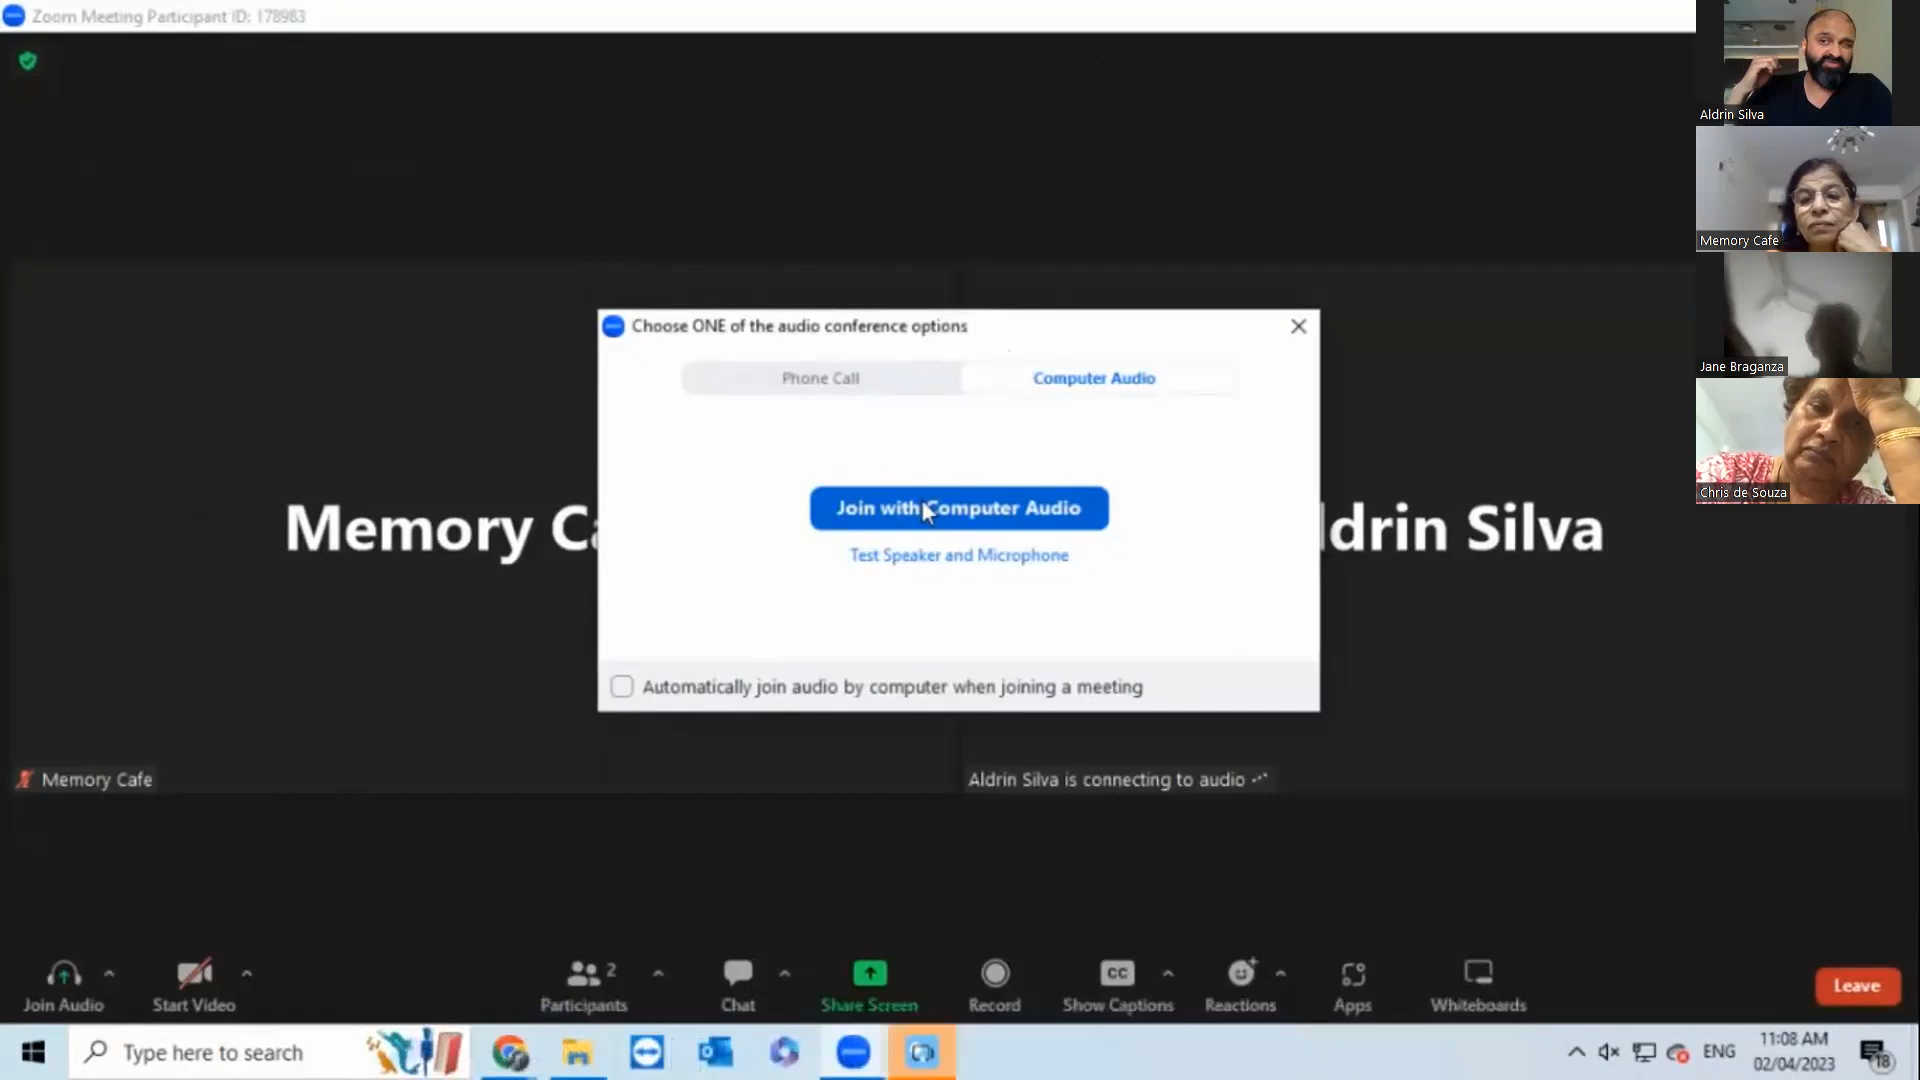 Zoom Meeting Participant ID: 178983
Aldrin Silva
Memory Cafe
Jane Braganza
Chris de Souza
Choose ONE of the audio conference options
Phone Call
Computer Audio
Join with Computer Audio
Test Speaker and Microphone
Automatically join audio by computer when joining a meeting
Memory Ca
ldrin Silva
Memory Cafe
Aldrin Silva is connecting to audio
Join Audio
Start Video
2
Participants
Chat
Share Screen
Record
CC
Show Captions
Reactions
Apps
Whiteboards
Leave
Type here to search
ENG
11:08 AM
02/04/2023
18